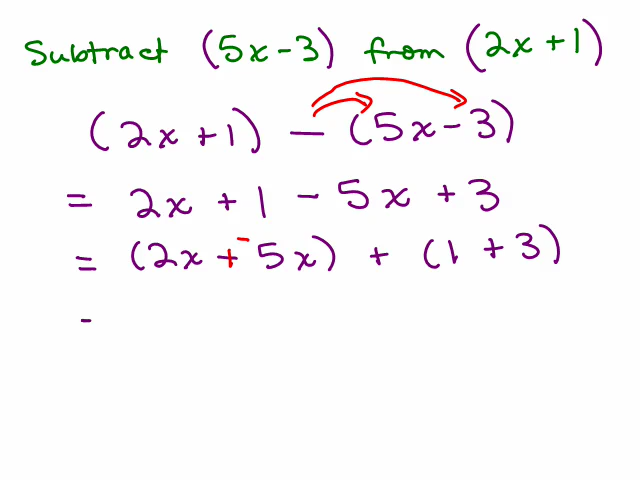 Subtract (5x-3) from (2x+1)
(2x+1) - (5x-3)
= 2x + 1 - 5x + 3
= (2x + -5x) + (1 + 3)
-